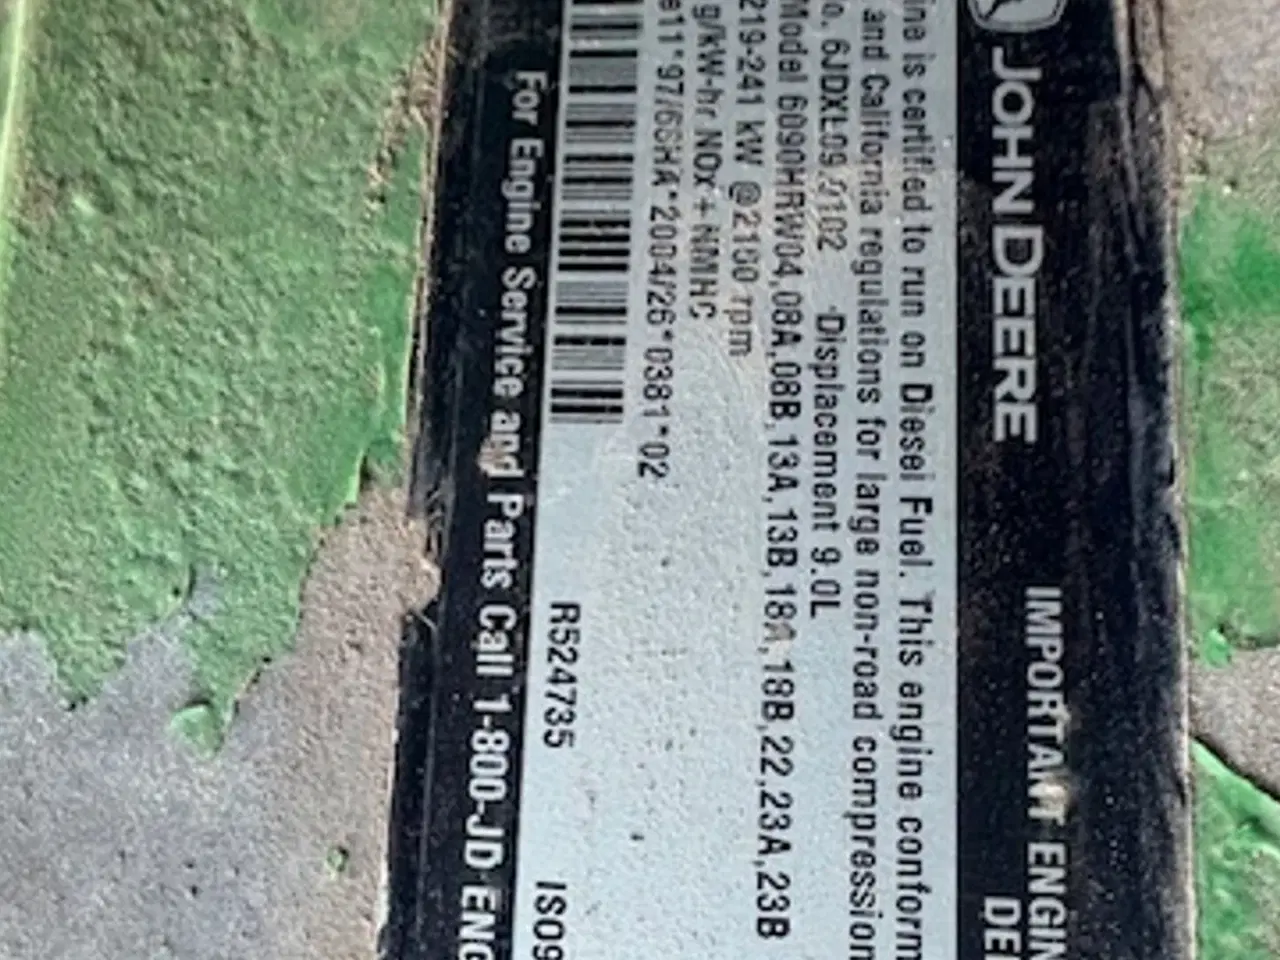 JOHN DEERE
IMPORTANT ENGIN
DE
ine is certified to run on Diesel Fuel. This engine conform
and California regulations for large non-road compression
o. 6JDXL09.0102 Displacement 9.0L
Model 6090HRW04,08A,08B,13A,13B,18A,18B,22,23A,23B
219-241 kW @2100 rpm
g/kW-hr NOx + NMHC
e11*97/68HA*2004/26*0381*02
R524735
ISO9
For Engine Service and Parts Call 1-800-JD ENG